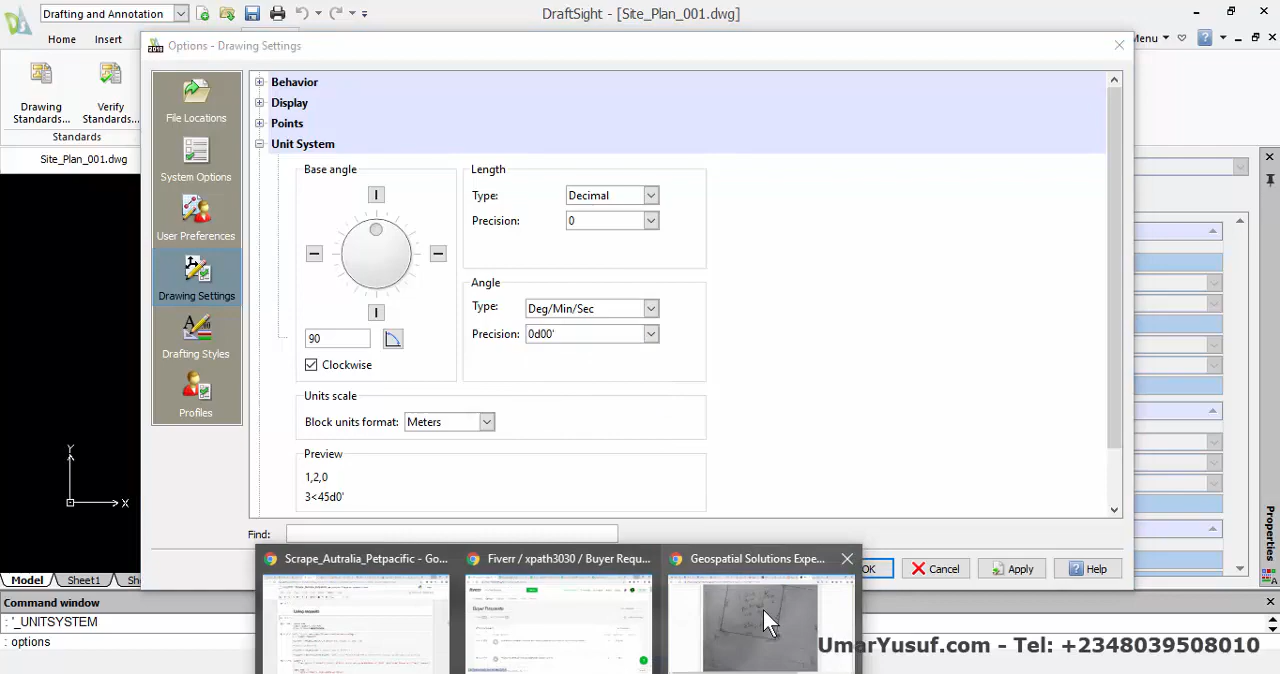 Drafting and Annotation
DraftSight - [Site_Plan_001.dwg]
Home
Insert
Menu
Options - Drawing Settings
Drawing
Standards...
Verify
Standards...
Standards
Site_Plan_001.dwg
File Locations
System Options
User Preferences
Drawing Settings
Drafting Styles
Profiles
Behavior
Display
Points
Unit System
Base angle
90
Clockwise
Length
Type:
Decimal
Precision:
0
Angle
Type:
Deg/Min/Sec
Precision:
0d00'
Units scale
Block units format:
Meters
Preview
1,2,0
3<45d0'
Find:
OK
Cancel
Apply
Help
Y
X
Properties
Model
Sheet1
Sh
Command window
: '_UNITSYSTEM
: options
Scrape_Autralia_Petpacific - Go...
Fiverr / xpath3030 / Buyer Requ...
Geospatial Solutions Expe...
UmarYusuf.com - Tel: +2348039508010